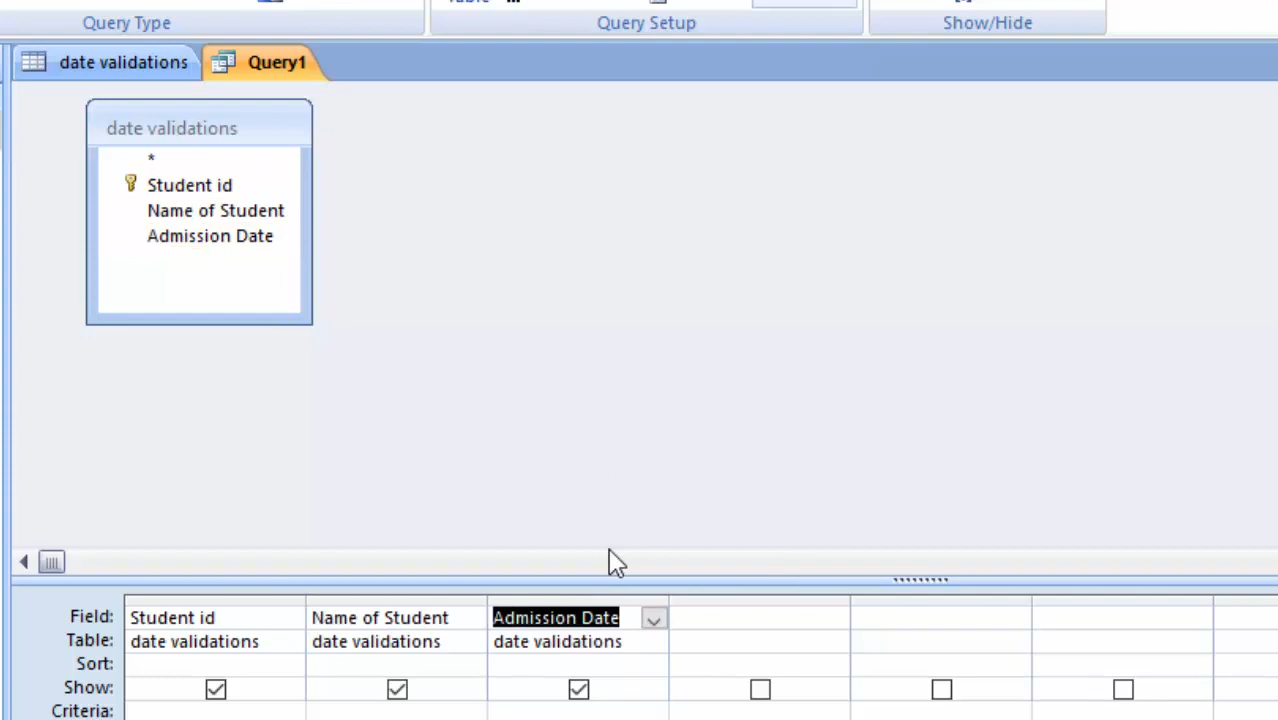 Query Type
Query Setup
Show/Hide
date validations
Query1
date validations
*
Student id
Name of Student
Admission Date
Field: Student id Name of Student Admission Date
Table: date validations date validations date validations
Sort:
Show:
Criteria: